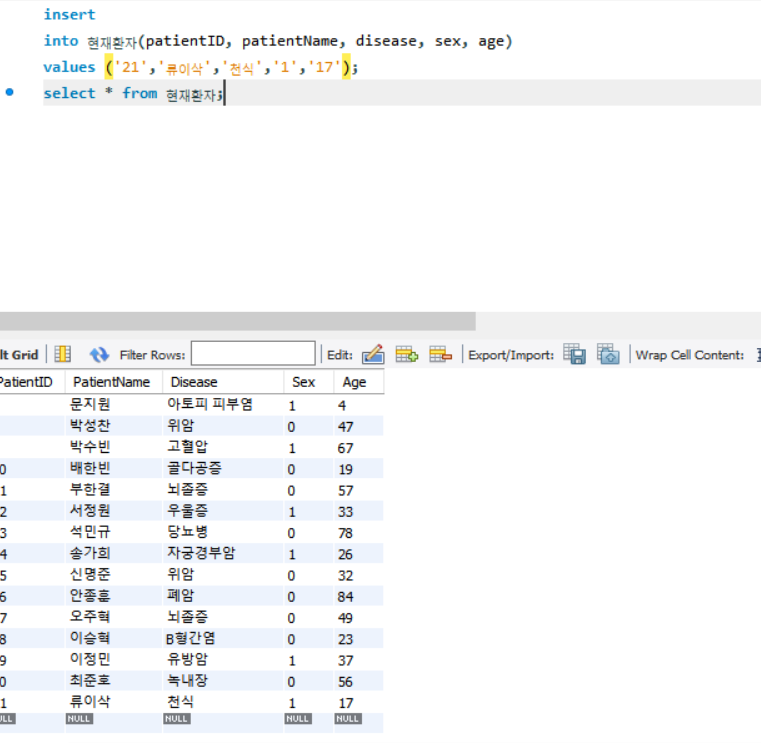 insert
into 현재환자(patientID, patientName, disease, sex, age)
values ('21','류이삭','천식','1','17');
select * from 현재환자;
lt Grid Filter Rows: Edit: Export/Import: Wrap Cell Content:
PatientID PatientName Disease Sex Age
문지원 아토피 피부염 1 4
박성찬 위암 0 47
박수빈 고혈압 1 67
0 배한빈 골다공증 0 19
1 부한결 뇌졸증 0 57
2 서정원 우울증 1 33
3 석민규 당뇨병 0 78
4 송가희 자궁경부암 1 26
5 신명준 위암 0 32
6 안종훈 폐암 0 84
7 오주혁 뇌졸증 0 49
8 이승혁 B형간염 0 23
9 이정민 유방암 1 37
0 최준호 녹내장 0 56
1 류이삭 천식 1 17
ULL NULL NULL NULL NULL